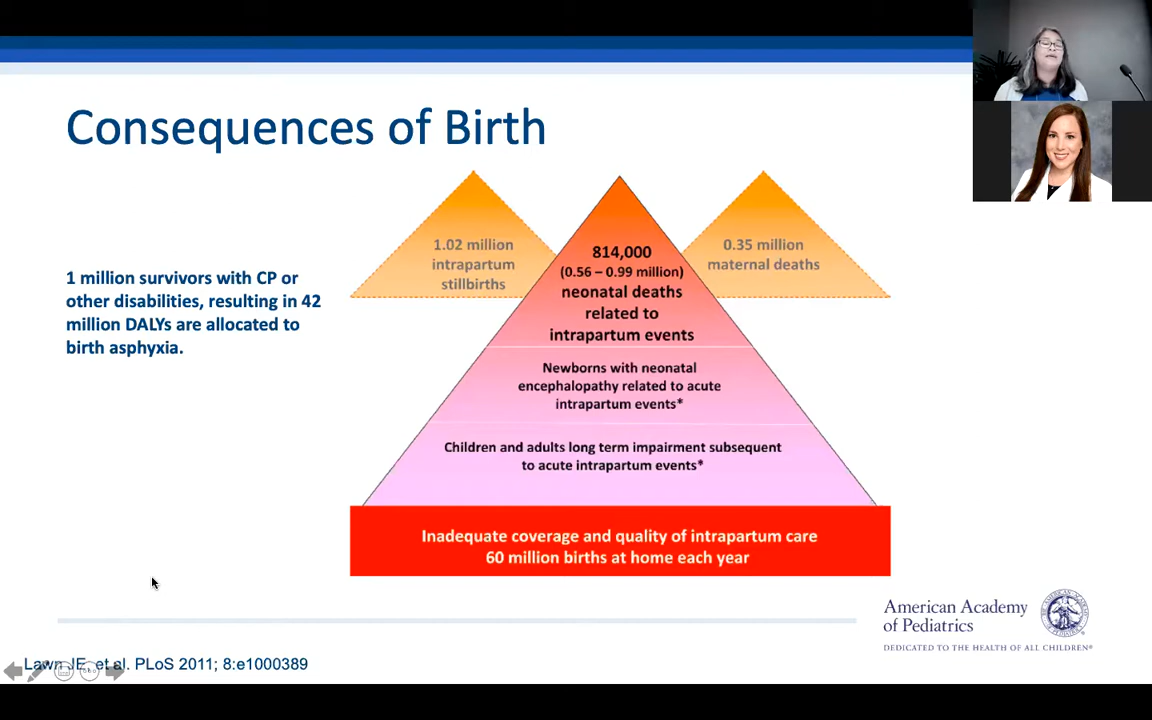 Consequences of Birth
1 million survivors with CP or
other disabilities, resulting in 42
million DALYs are allocated to
birth asphyxia.
1.02 million
intrapartum
stillbirths
814,000
(0.56 – 0.99 million)
neonatal deaths
related to
intrapartum events
0.35 million
maternal deaths
Newborns with neonatal
encephalopathy related to acute
intrapartum events*
Children and adults long term impairment subsequent
to acute intrapartum events*
Inadequate coverage and quality of intrapartum care
60 million births at home each year
American Academy
of Pediatrics
DEDICATED TO THE HEALTH OF ALL CHILDREN®
Lawn JE, et al. PLoS 2011; 8:e1000389